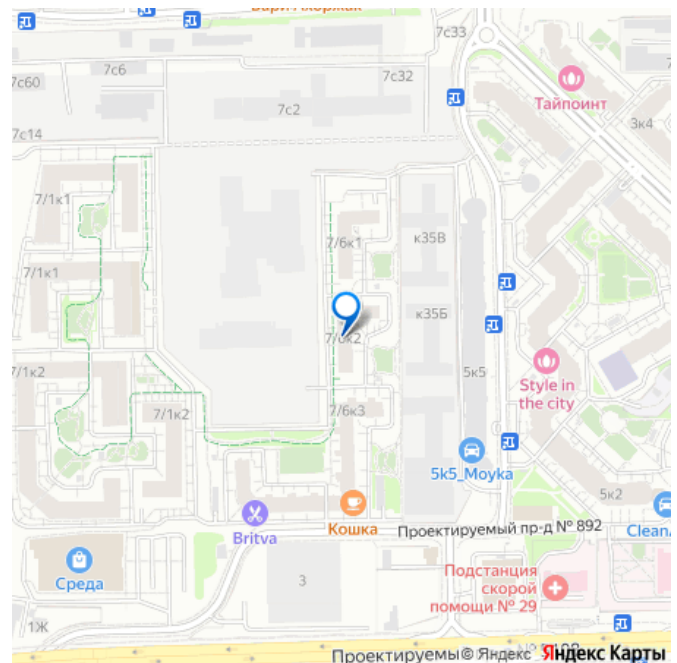 7с33
7с60
7с6
7с32
7с2
7с14
Тайпоинт
3к4
7/1к1
7/6к1
к35В
7/1к1
к35Б
7/6к2
7/1к2
7/1к2
5к5
Style in
the city
7/6к3
5k5_Moyka
5к2
Britva
Кошка
Проектируемый пр-д № 892
Среда
3
Подстанция
скорой
помощи № 29
1Ж
Проектируемы
© Яндекс
Яндекс Карты